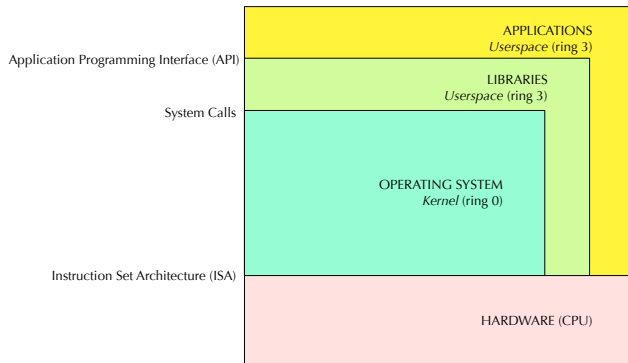 APPLICATIONS
Userspace (ring 3)
Application Programming Interface (API)
LIBRARIES
Userspace (ring 3)
System Calls
OPERATING SYSTEM
Kernel (ring 0)
Instruction Set Architecture (ISA)
HARDWARE (CPU)